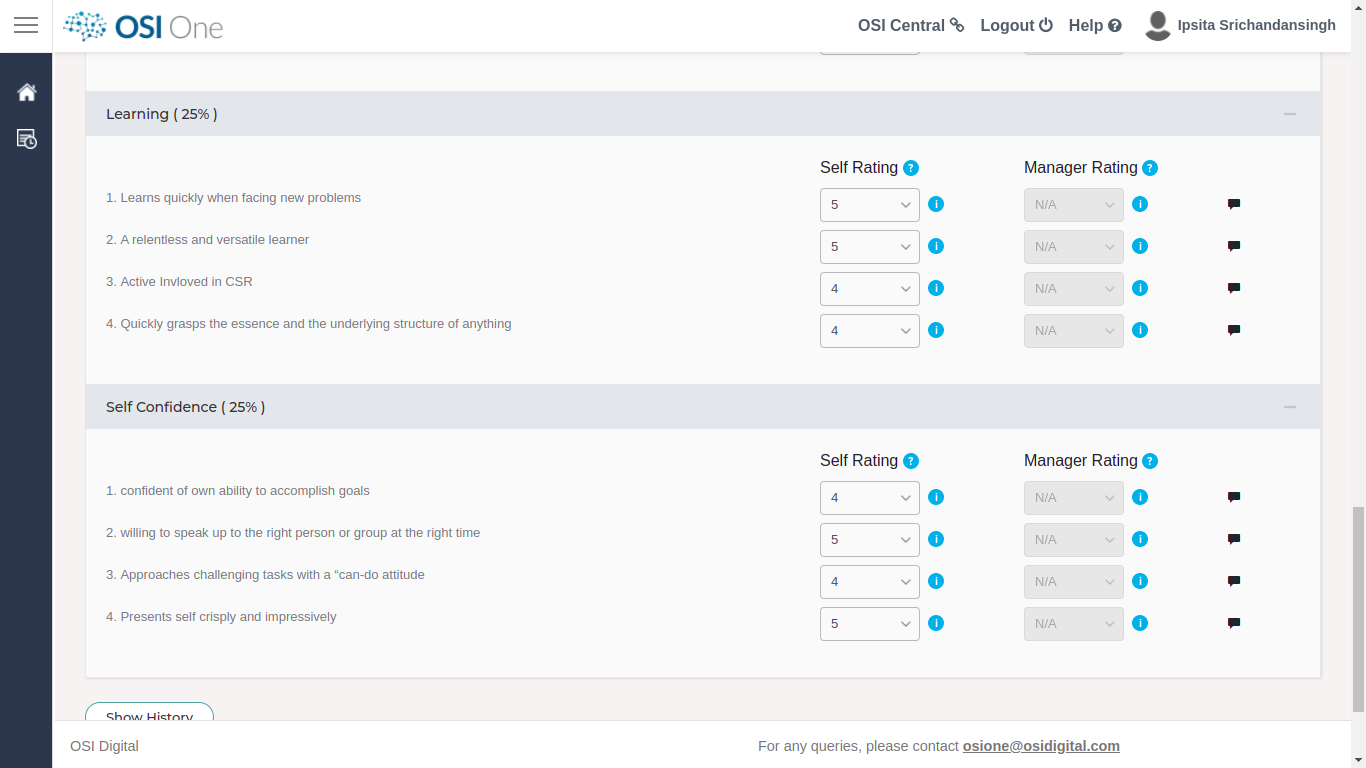 OSI One
OSI Central Logout Help ? Ipsita Srichandansingh
Learning ( 25% )
Self Rating ? Manager Rating ?
1. Learns quickly when facing new problems 5 i N/A i
2. A relentless and versatile learner 5 i N/A i
3. Active Invloved in CSR 4 i N/A i
4. Quickly grasps the essence and the underlying structure of anything 4 i N/A i
Self Confidence ( 25% )
Self Rating ? Manager Rating ?
1. confident of own ability to accomplish goals 4 i N/A i
2. willing to speak up to the right person or group at the right time 5 i N/A i
3. Approaches challenging tasks with a “can-do attitude 4 i N/A i
4. Presents self crisply and impressively 5 i N/A i
Show History
OSI Digital For any queries, please contact osione@osidigital.com